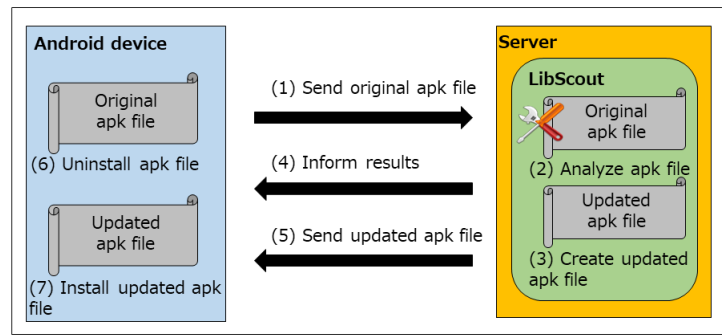 Android device
Original
apk file
(6) Uninstall apk file
Updated
apk file
(7) Install updated apk
file
(1) Send original apk file
(4) Inform results
(5) Send updated apk file
Server
LibScout
Original
apk file
(2) Analyze apk file
Updated
apk file
(3) Create updated
apk file